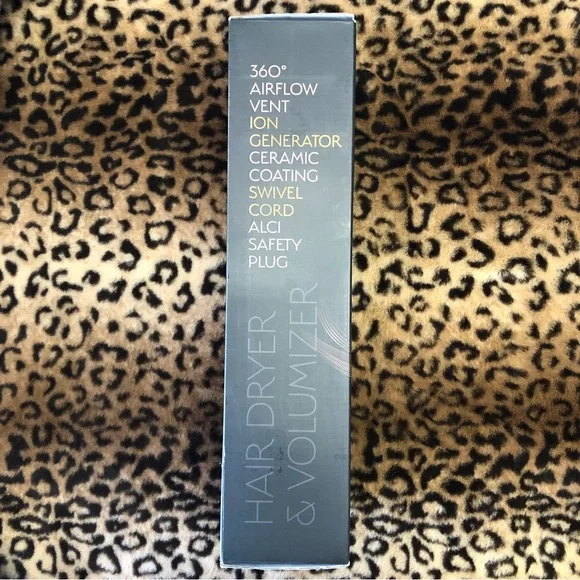 360°
AIRFLOW
VENT
ION
GENERATOR
CERAMIC
COATING
SWIVEL
CORD
ALCI
SAFETY
PLUG
HAIR DRYER
& VOLUMIZER